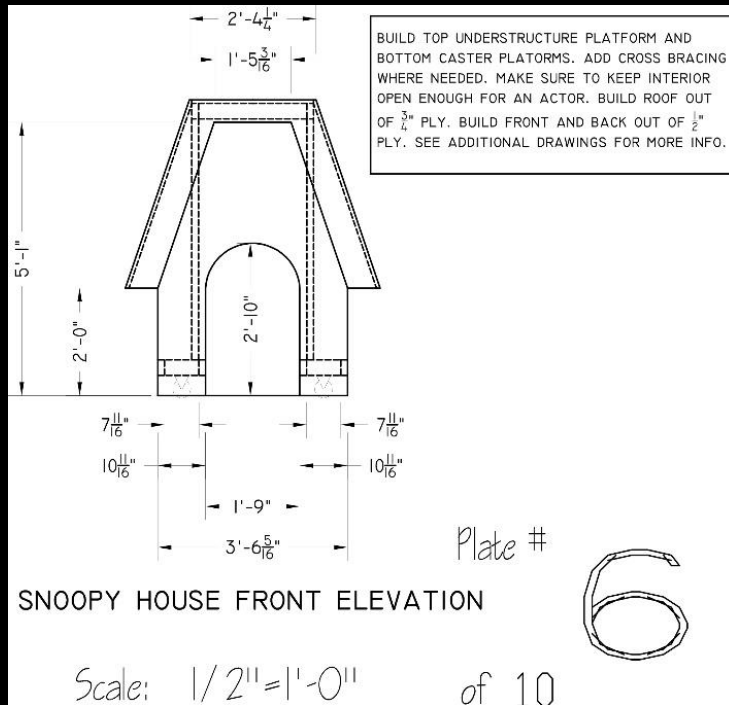 2'-4 1/4"
1'-5 3/16"
BUILD TOP UNDERSTRUCTURE PLATFORM AND
BOTTOM CASTER PLATORMS. ADD CROSS BRACING
WHERE NEEDED. MAKE SURE TO KEEP INTERIOR
OPEN ENOUGH FOR AN ACTOR. BUILD ROOF OUT
OF 3/4" PLY. BUILD FRONT AND BACK OUT OF 1/2"
PLY. SEE ADDITIONAL DRAWINGS FOR MORE INFO.
5'-1"
2'-0"
2'-10"
7 11/16"
7 11/16"
10 11/16"
10 11/16"
1'-9"
3'-6 5/16"
Plate #
6
SNOOPY HOUSE FRONT ELEVATION
Scale: 1/2"=1'-0"
of 10